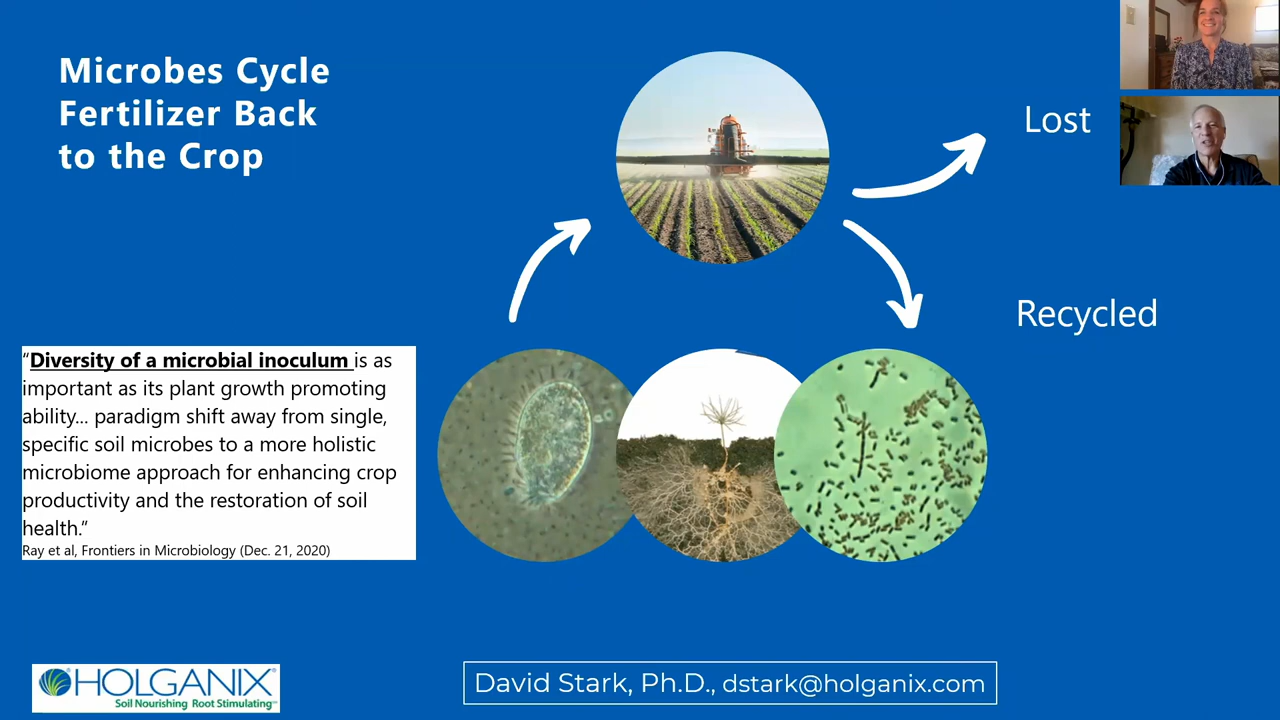 Microbes Cycle
Fertilizer Back
to the Crop
Lost
Recycled
“Diversity of a microbial inoculum is as
important as its plant growth promoting
ability... paradigm shift away from single,
specific soil microbes to a more holistic
microbiome approach for enhancing crop
productivity and the restoration of soil
health.”
Ray et al, Frontiers in Microbiology (Dec. 21, 2020)
HOLGANIX
Soil Nourishing Root Stimulating
David Stark, Ph.D., dstark@holganix.com